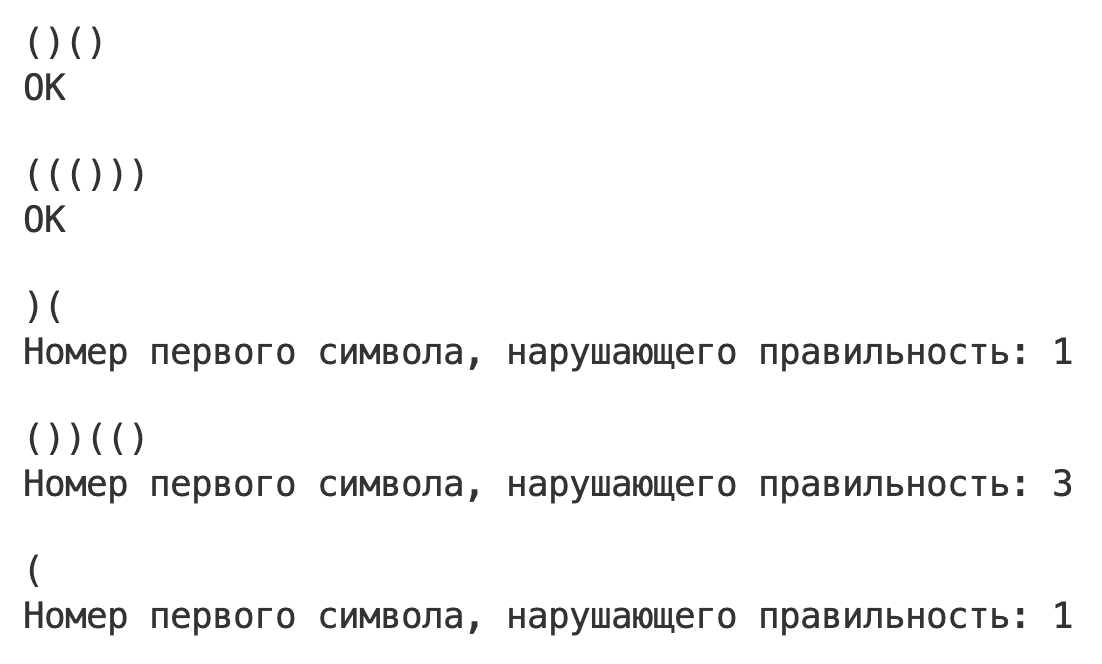 ()()
OK
((()))
OK
)(
Номер первого символа, нарушающего правильность: 1
())(()
Номер первого символа, нарушающего правильность: 3
(
Номер первого символа, нарушающего правильность: 1